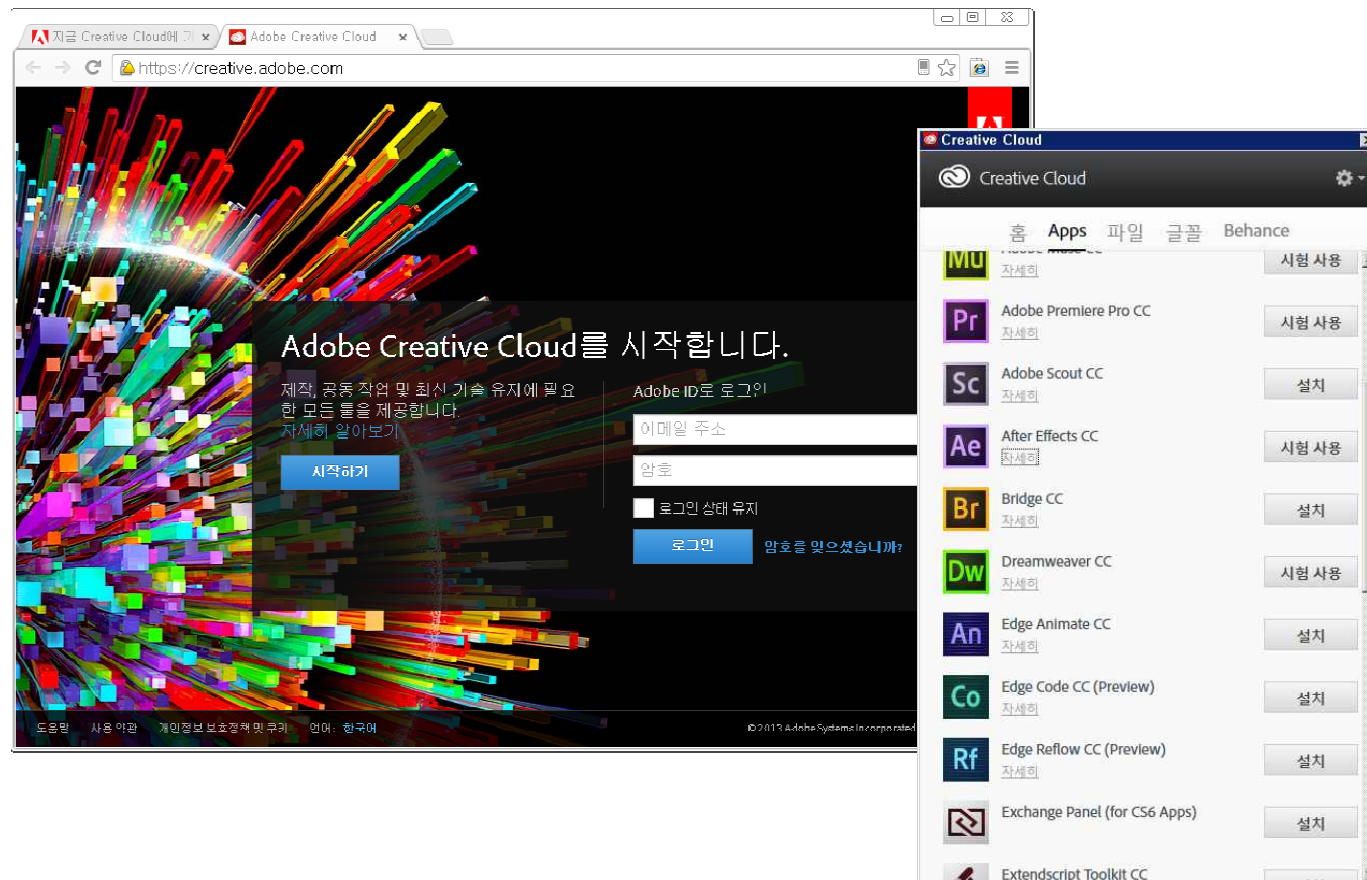 지금 Creative Cloud에 가
Adobe Creative Cloud
https://creative.adobe.com
Adobe Creative Cloud를 시작합니다.
제작, 공동 작업 및 최신 기술 유지에 필요
한 모든 툴을 제공합니다.
자세히 알아보기
시작하기
Adobe ID로 로그인
이메일 주소
암호
로그인 상태 유지
로그인
암호를 잊으셨습니까?
도움말
사용 약관
개인정보 보호정책 및 쿠키
언어: 한국어
© 2013 Adobe Systems Incorporated
Creative Cloud
Creative Cloud
홈 Apps 파일 글꼴 Behance
Mu
Adobe Muse CC
자세히
시험 사용
Pr
Adobe Premiere Pro CC
자세히
시험 사용
Sc
Adobe Scout CC
자세히
설치
Ae
After Effects CC
자세히
시험 사용
Br
Bridge CC
자세히
설치
Dw
Dreamweaver CC
자세히
시험 사용
An
Edge Animate CC
자세히
설치
Co
Edge Code CC (Preview)
자세히
설치
Rf
Edge Reflow CC (Preview)
자세히
설치
Exchange Panel (for CS6 Apps)
설치
Extendscript Toolkit CC